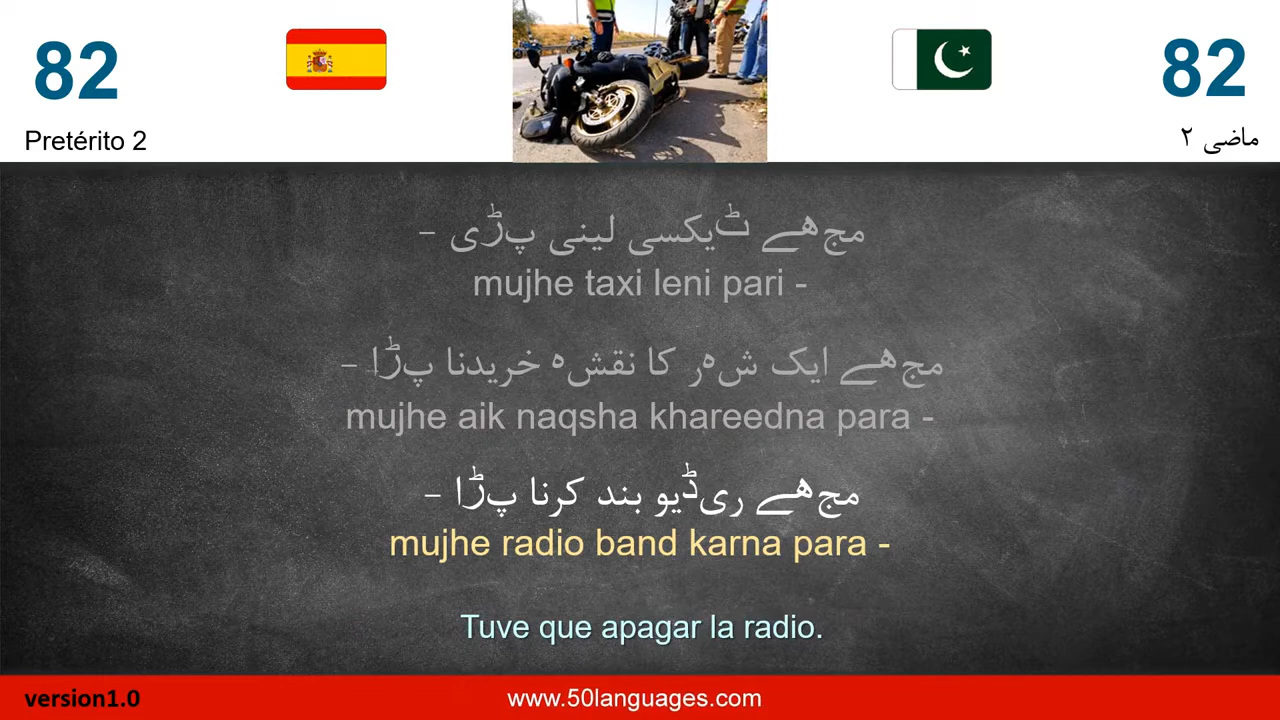 82
82
Pretérito 2
ماضی ۲
مجھے ٹیکسی لینی پڑی –
mujhe taxi leni pari -
مجھے ایک شہر کا نقشہ خریدنا پڑا –
mujhe aik naqsha khareedna para -
مجھے ریڈیو بند کرنا پڑا –
mujhe radio band karna para -
Tuve que apagar la radio.
version1.0
www.50languages.com